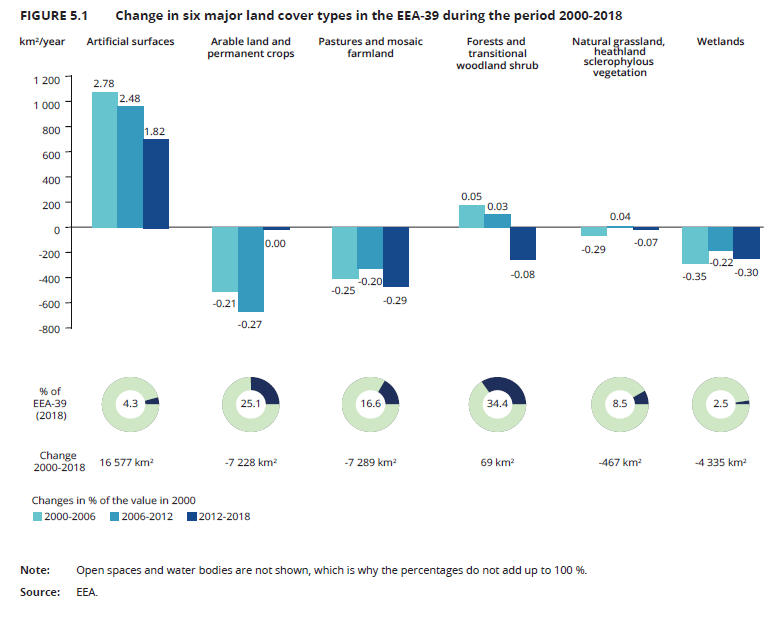 FIGURE 5.1 Change in six major land cover types in the EEA-39 during the period 2000-2018
km²/year
Artificial surfaces
Arable land and
permanent crops
Pastures and mosaic
farmland
Forests and
transitional
woodland shrub
Natural grassland,
heathland
sclerophylous
vegetation
Wetlands
1 200
1 000
800
600
400
200
0
-200
-400
-600
-800
2.78
2.48
1.82
-0.21
-0.27
0.00
-0.25
-0.20
-0.29
0.05
0.03
-0.08
-0.29
0.04
-0.07
-0.35
-0.22
-0.30
% of
EEA-39
(2018)
4.3
25.1
16.6
34.4
8.5
2.5
Change
2000-2018
16 577 km²
-7 228 km²
-7 289 km²
69 km²
-467 km²
-4 335 km²
Changes in % of the value in 2000
2000-2006 2006-2012 2012-2018
Note: Open spaces and water bodies are not shown, which is why the percentages do not add up to 100 %.
Source: EEA.